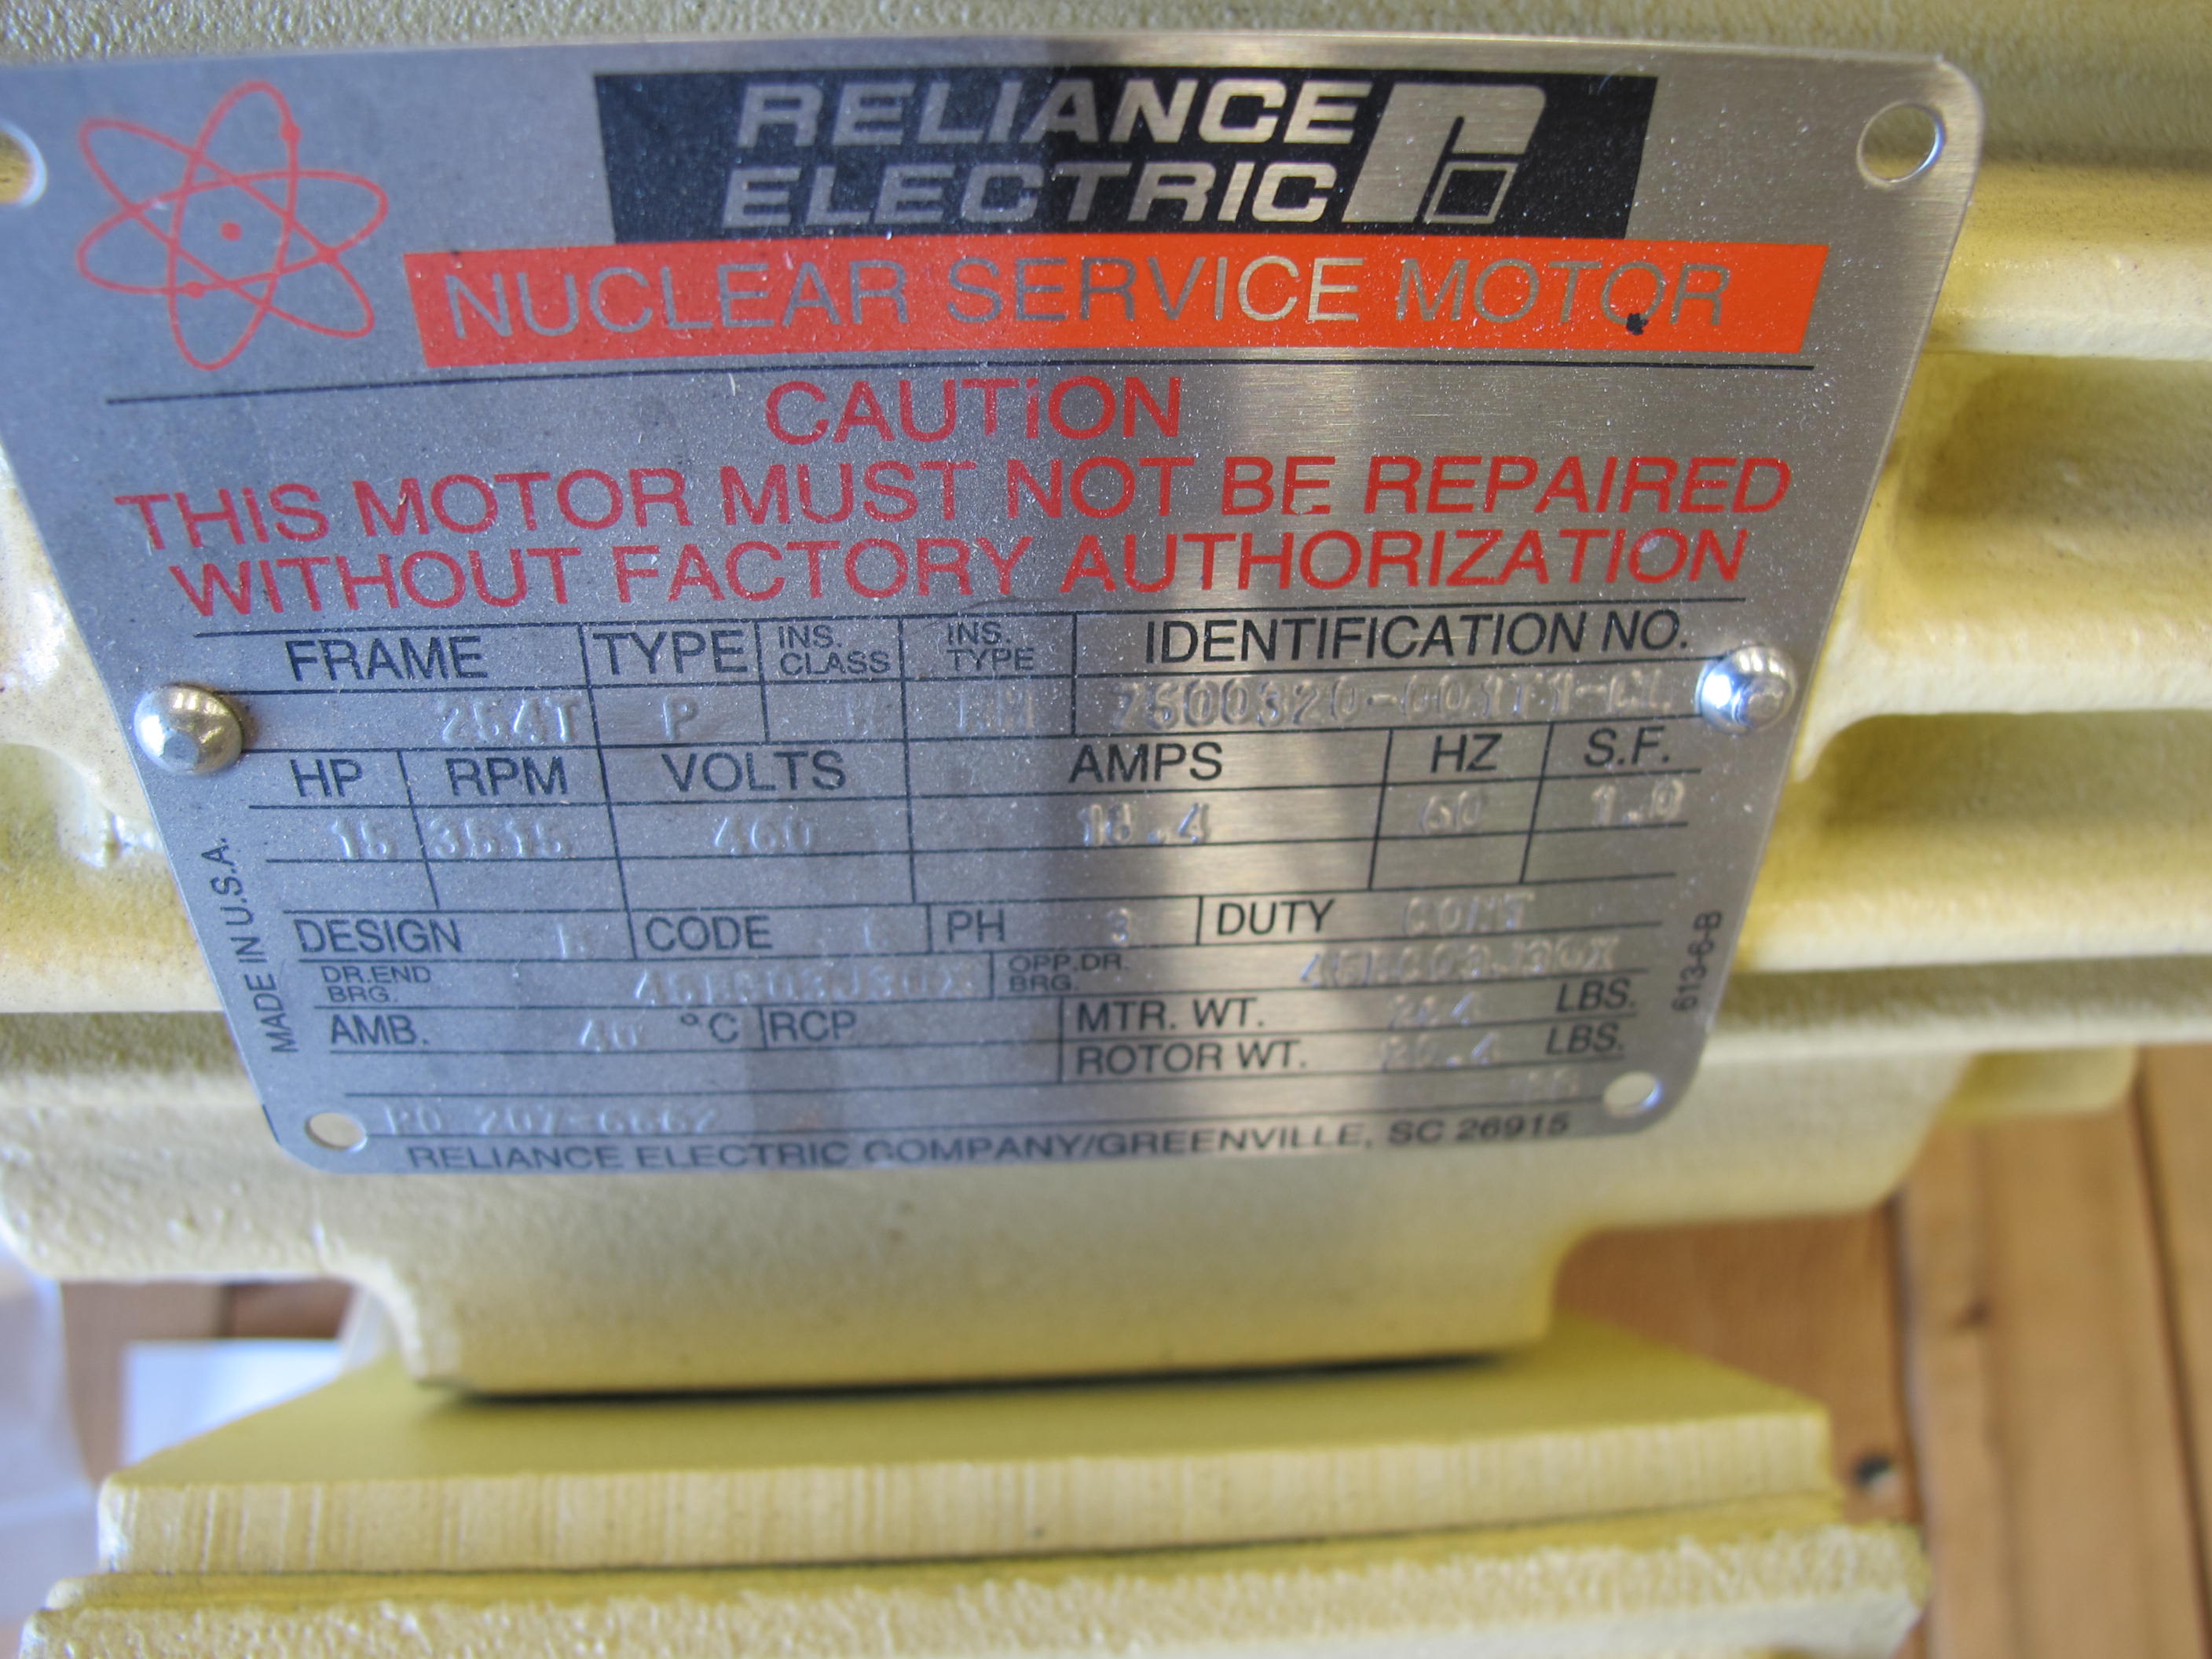 RELIANCE
ELECTRIC
NUCLEAR SERVICE MOTOR
CAUTION
THIS MOTOR MUST NOT BE REPAIRED
WITHOUT FACTORY AUTHORIZATION
FRAME TYPE INS. CLASS INS. TYPE IDENTIFICATION NO.
254T P
HP RPM VOLTS AMPS HZ S.F.
15 3515 460 18.4 60 1.0
DESIGN CODE PH 3 DUTY CONT
DR.END BRG. OPP.DR. BRG.
AMB. 40 °C RCP MTR. WT. LBS.
ROTOR WT. LBS.
PO 207-6662
RELIANCE ELECTRIC COMPANY/GREENVILLE, SC 26915
MADE IN U.S.A.
613-6-B